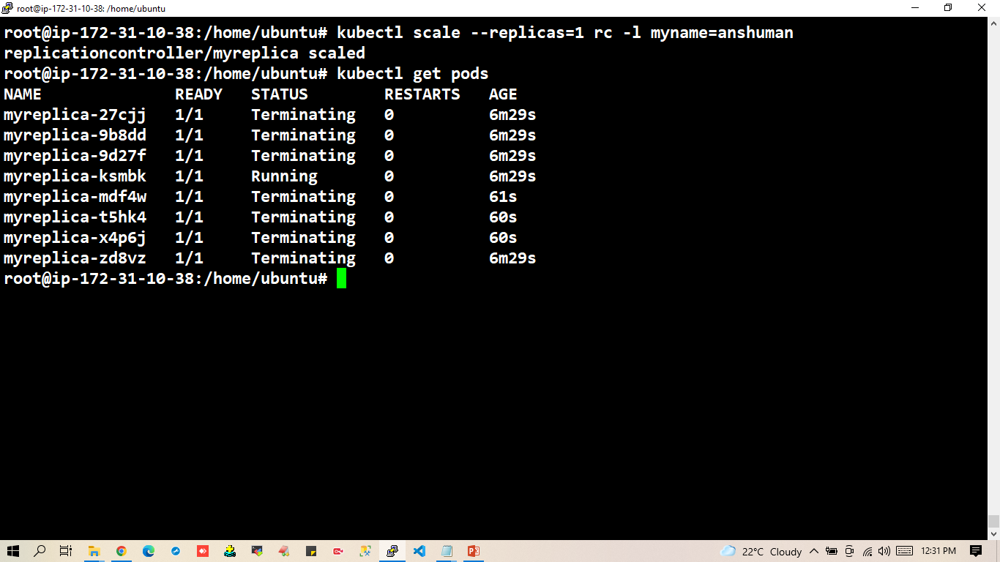 root@ip-172-31-10-38: /home/ubuntu
root@ip-172-31-10-38:/home/ubuntu# kubectl scale --replicas=1 rc -l myname=anshuman
replicationcontroller/myreplica scaled
root@ip-172-31-10-38:/home/ubuntu# kubectl get pods
NAME READY STATUS RESTARTS AGE
myreplica-27cjj 1/1 Terminating 0 6m29s
myreplica-9b8dd 1/1 Terminating 0 6m29s
myreplica-9d27f 1/1 Terminating 0 6m29s
myreplica-ksmbk 1/1 Running 0 6m29s
myreplica-mdf4w 1/1 Terminating 0 61s
myreplica-t5hk4 1/1 Terminating 0 60s
myreplica-x4p6j 1/1 Terminating 0 60s
myreplica-zd8vz 1/1 Terminating 0 6m29s
root@ip-172-31-10-38:/home/ubuntu#
22°C Cloudy 12:31 PM